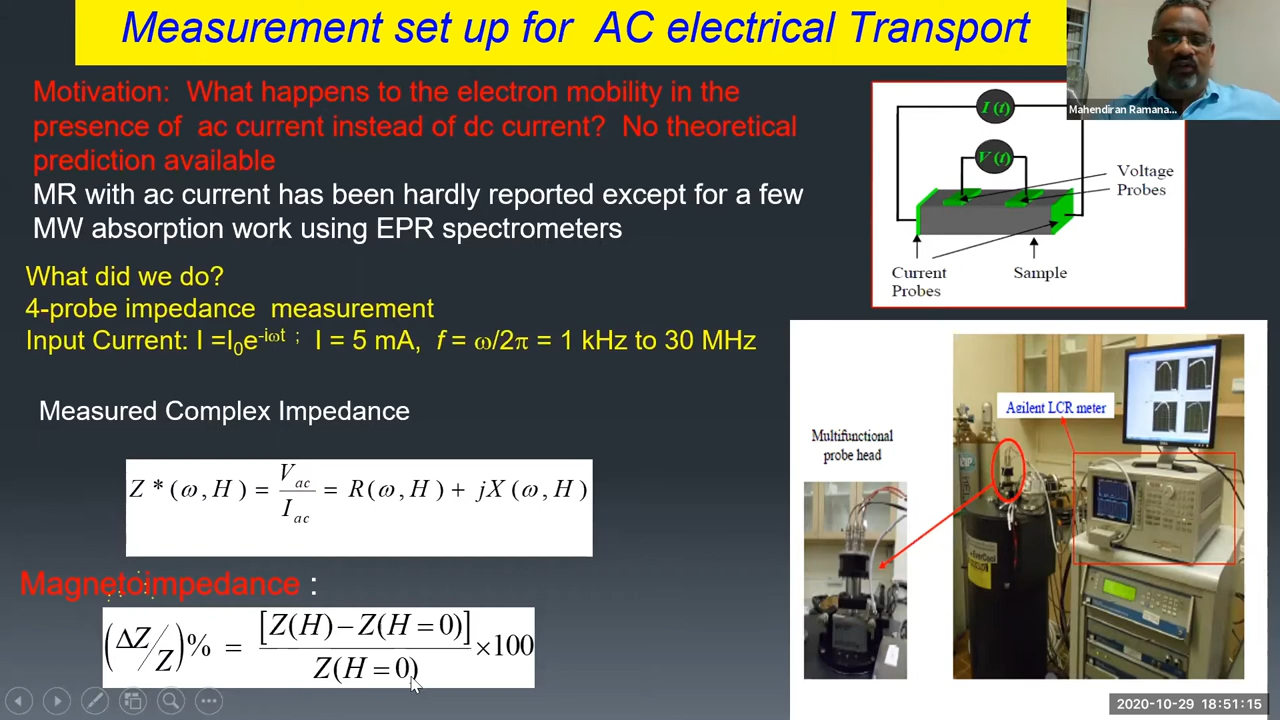 Measurement set up for AC electrical Transport
Motivation: What happens to the electron mobility in the
presence of ac current instead of dc current? No theoretical
prediction available
MR with ac current has been hardly reported except for a few
MW absorption work using EPR spectrometers
What did we do?
4-probe impedance measurement
Input Current: I =I₀e^-iωt ; I = 5 mA, f = ω/2π = 1 kHz to 30 MHz
Measured Complex Impedance
Z * (ω, H) = V_ac / I_ac = R(ω, H) + jX(ω, H)
Magnetoimpedance :
(ΔZ/Z)% = [Z(H) − Z(H = 0)] / Z(H = 0) ×100
Mahendiran Ramana...
I (t)
V (t)
Voltage
Probes
Current
Probes
Sample
Agilent LCR meter
Multifunctional
probe head
EverCool
2020-10-29 18:51:15